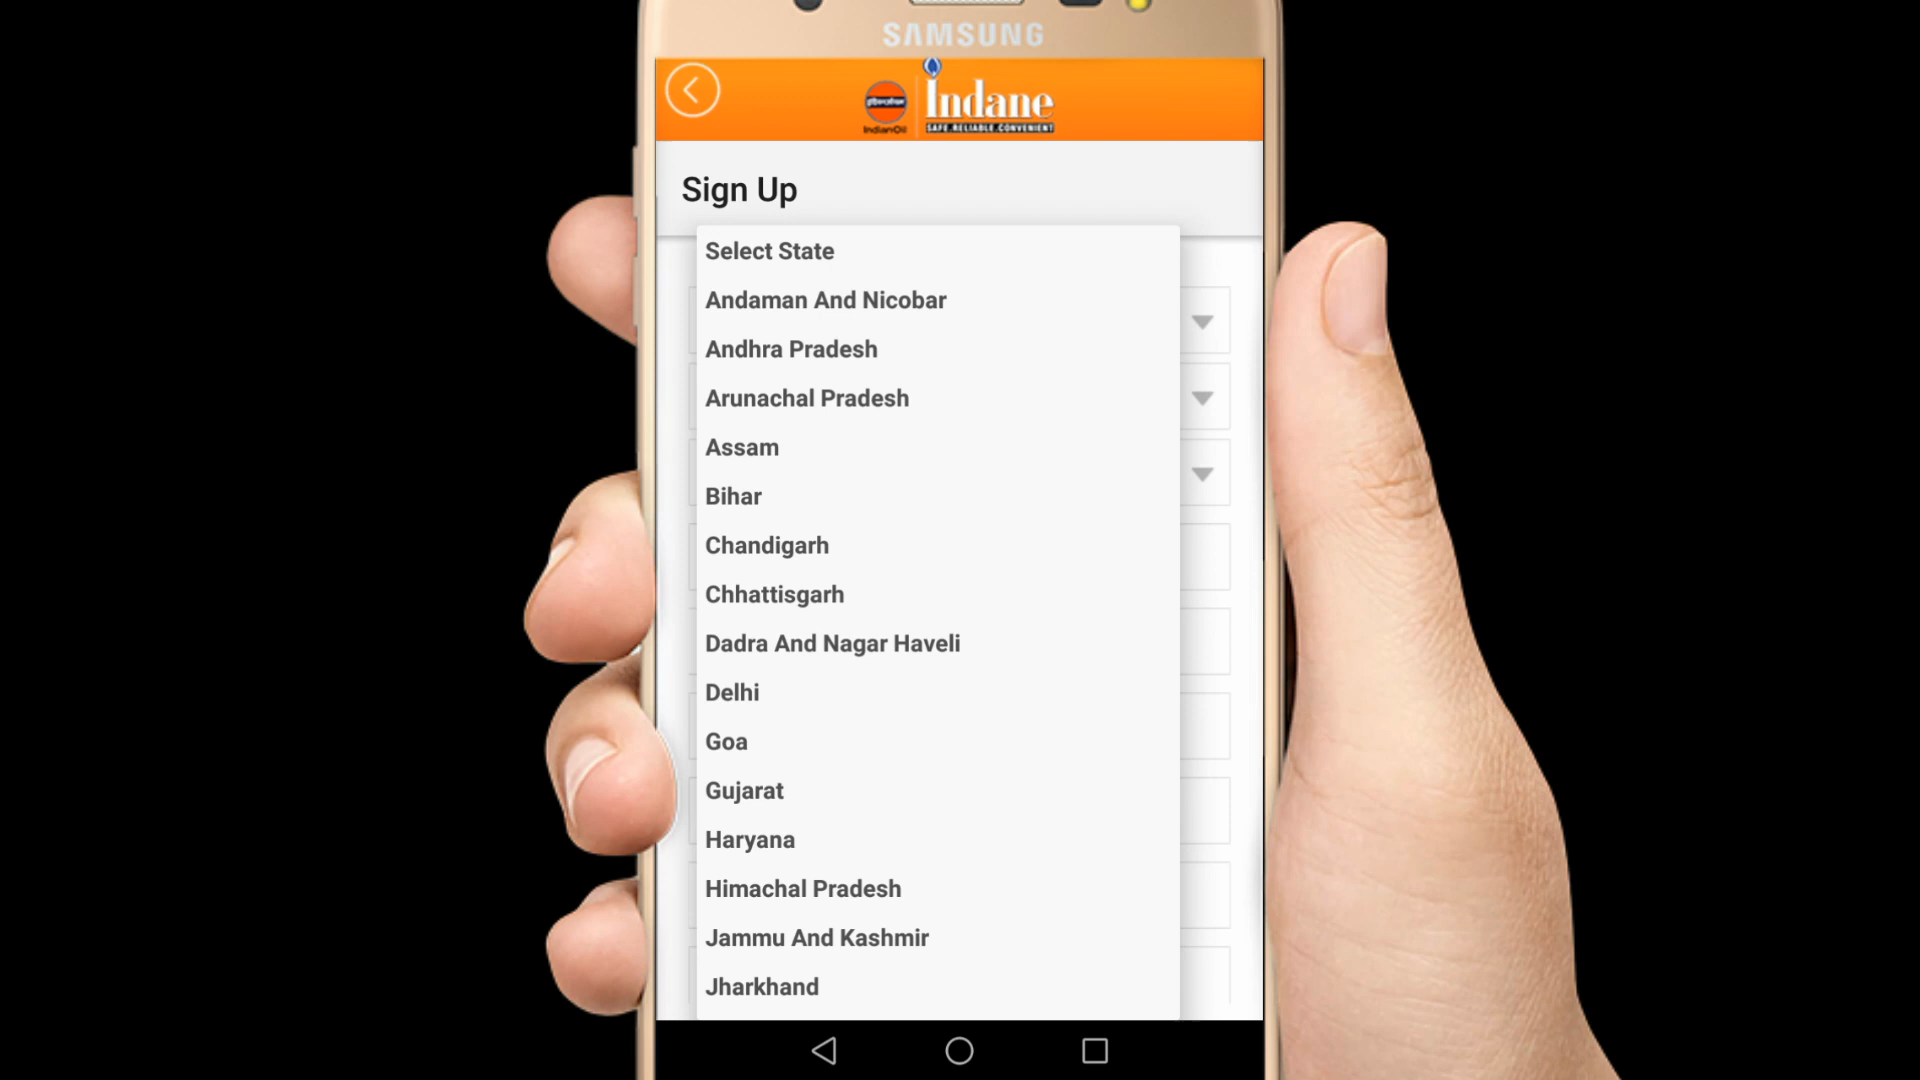 SAMSUNG
Indane
IndianOil
SAFE.RELIABLE.CONVENIENT
Sign Up
Select State
Andaman And Nicobar
Andhra Pradesh
Arunachal Pradesh
Assam
Bihar
Chandigarh
Chhattisgarh
Dadra And Nagar Haveli
Delhi
Goa
Gujarat
Haryana
Himachal Pradesh
Jammu And Kashmir
Jharkhand